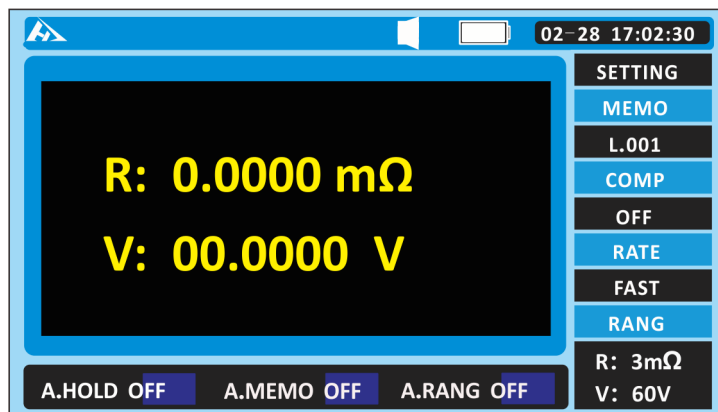 02-28 17:02:30
SETTING
MEMO
L.001
COMP
OFF
RATE
FAST
RANG
R: 3mΩ
V: 60V
R: 0.0000 mΩ
V: 00.0000 V
A.HOLD OFF A.MEMO OFF A.RANG OFF